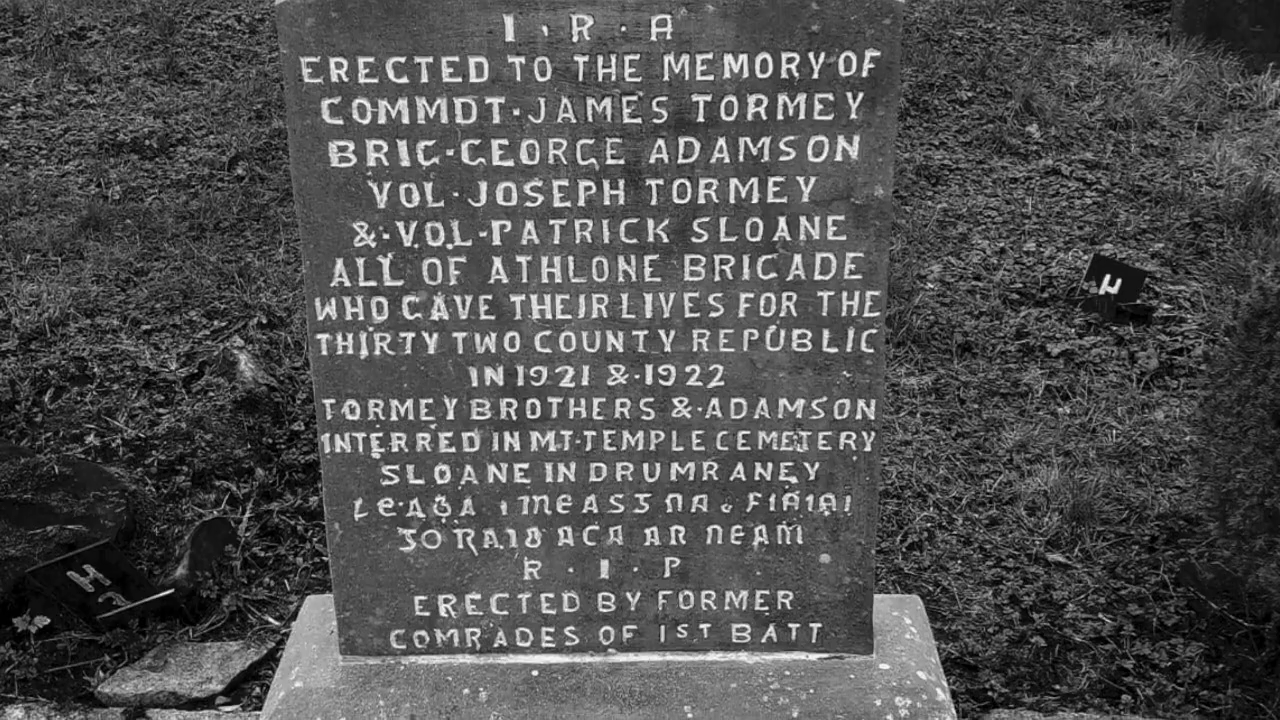 I · R · A
ERECTED TO THE MEMORY OF
COMMDT · JAMES TORMEY
BRIG · GEORGE ADAMSON
VOL · JOSEPH TORMEY
& · VOL · PATRICK SLOANE
ALL OF ATHLONE BRIGADE
WHO GAVE THEIR LIVES FOR THE
THIRTY TWO COUNTY REPUBLIC
IN 1921 & · 1922
TORMEY BROTHERS & · ADAMSON
INTERRED IN MT · TEMPLE CEMETERY
SLOANE IN DRUMRANEY
i measg na
go raib aca ar neam
R · I · P
ERECTED BY FORMER
COMRADES OF 1ST BATT
H
H